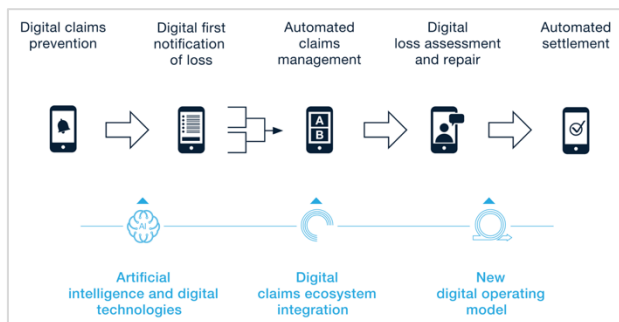 Digital claims
prevention
Digital first
notification
of loss
Automated
claims
management
Digital
loss assessment
and repair
Automated
settlement
A
B
AI
Artificial
intelligence and digital
technologies
Digital
claims ecosystem
integration
New
digital operating
model